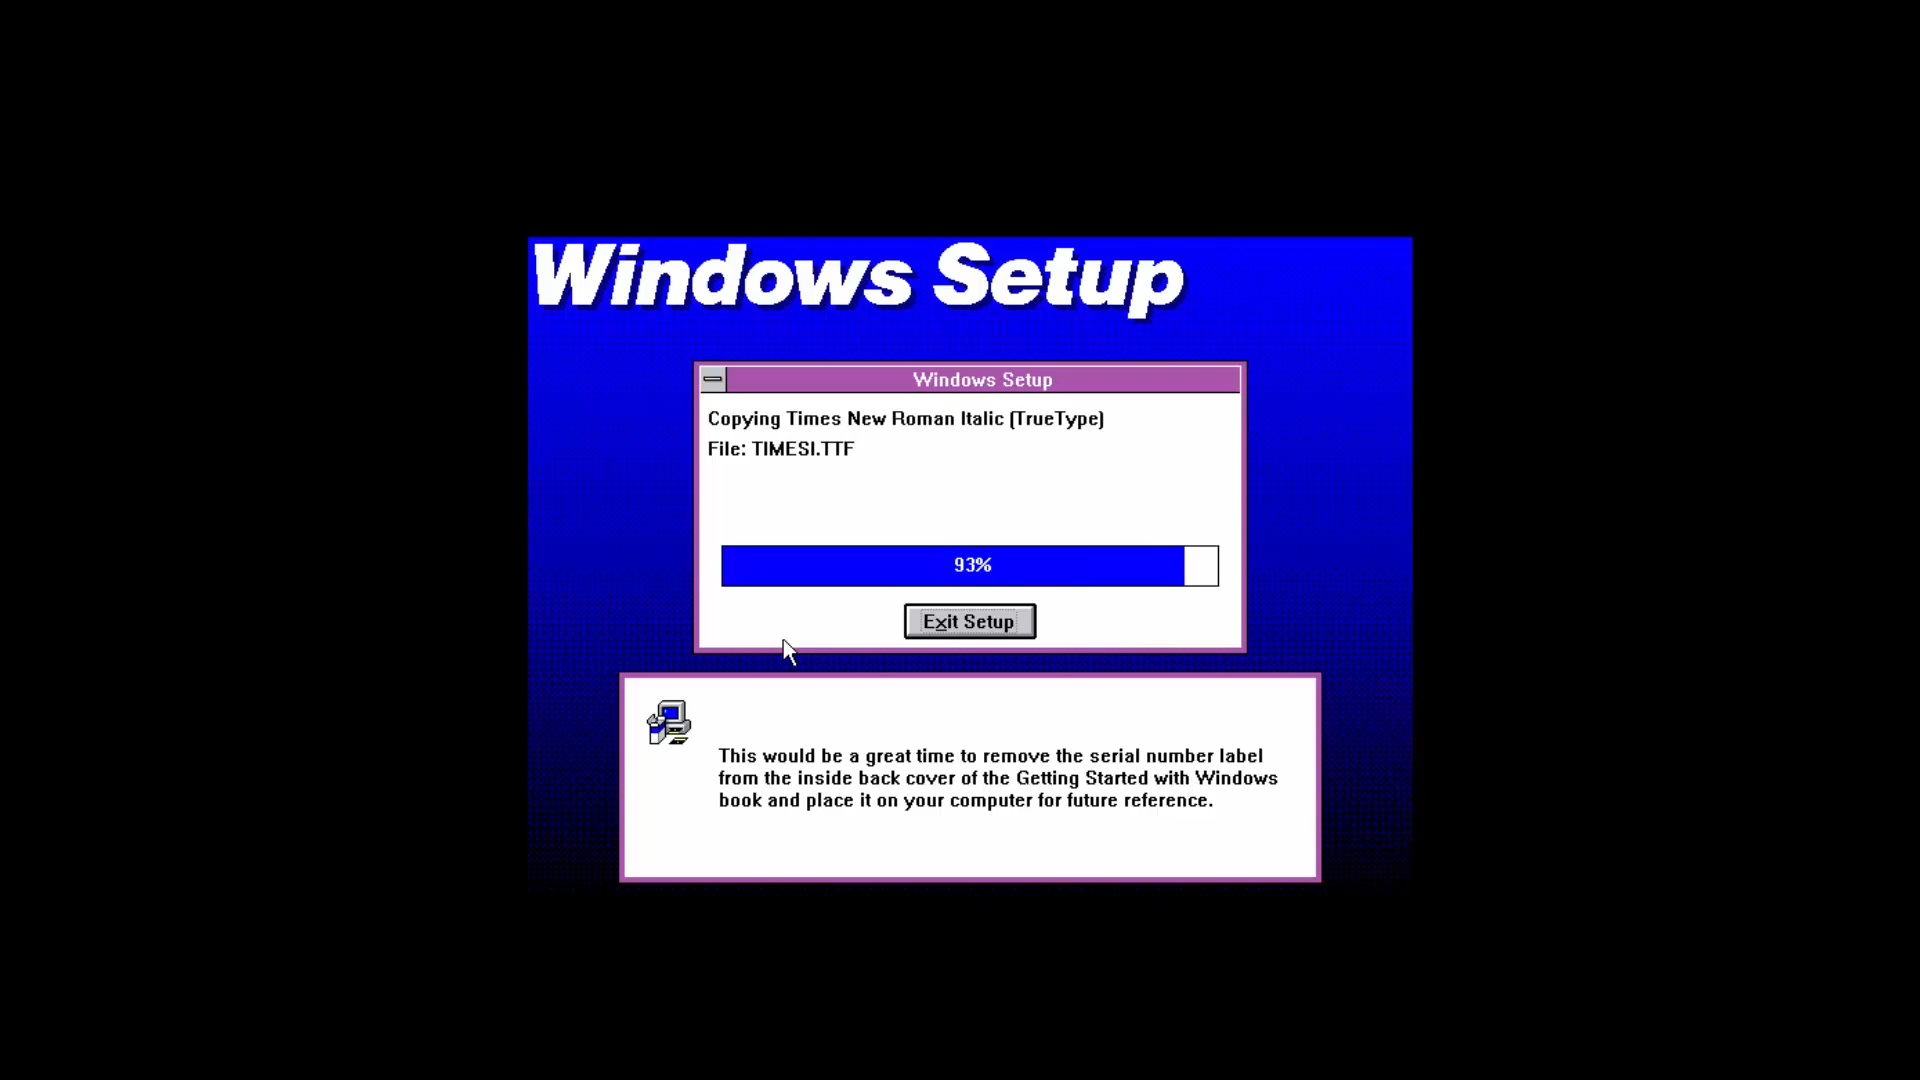 Windows Setup
Windows Setup
Copying Times New Roman Italic (TrueType)
File: TIMESI.TTF
93%
Exit Setup
This would be a great time to remove the serial number label
from the inside back cover of the Getting Started with Windows
book and place it on your computer for future reference.